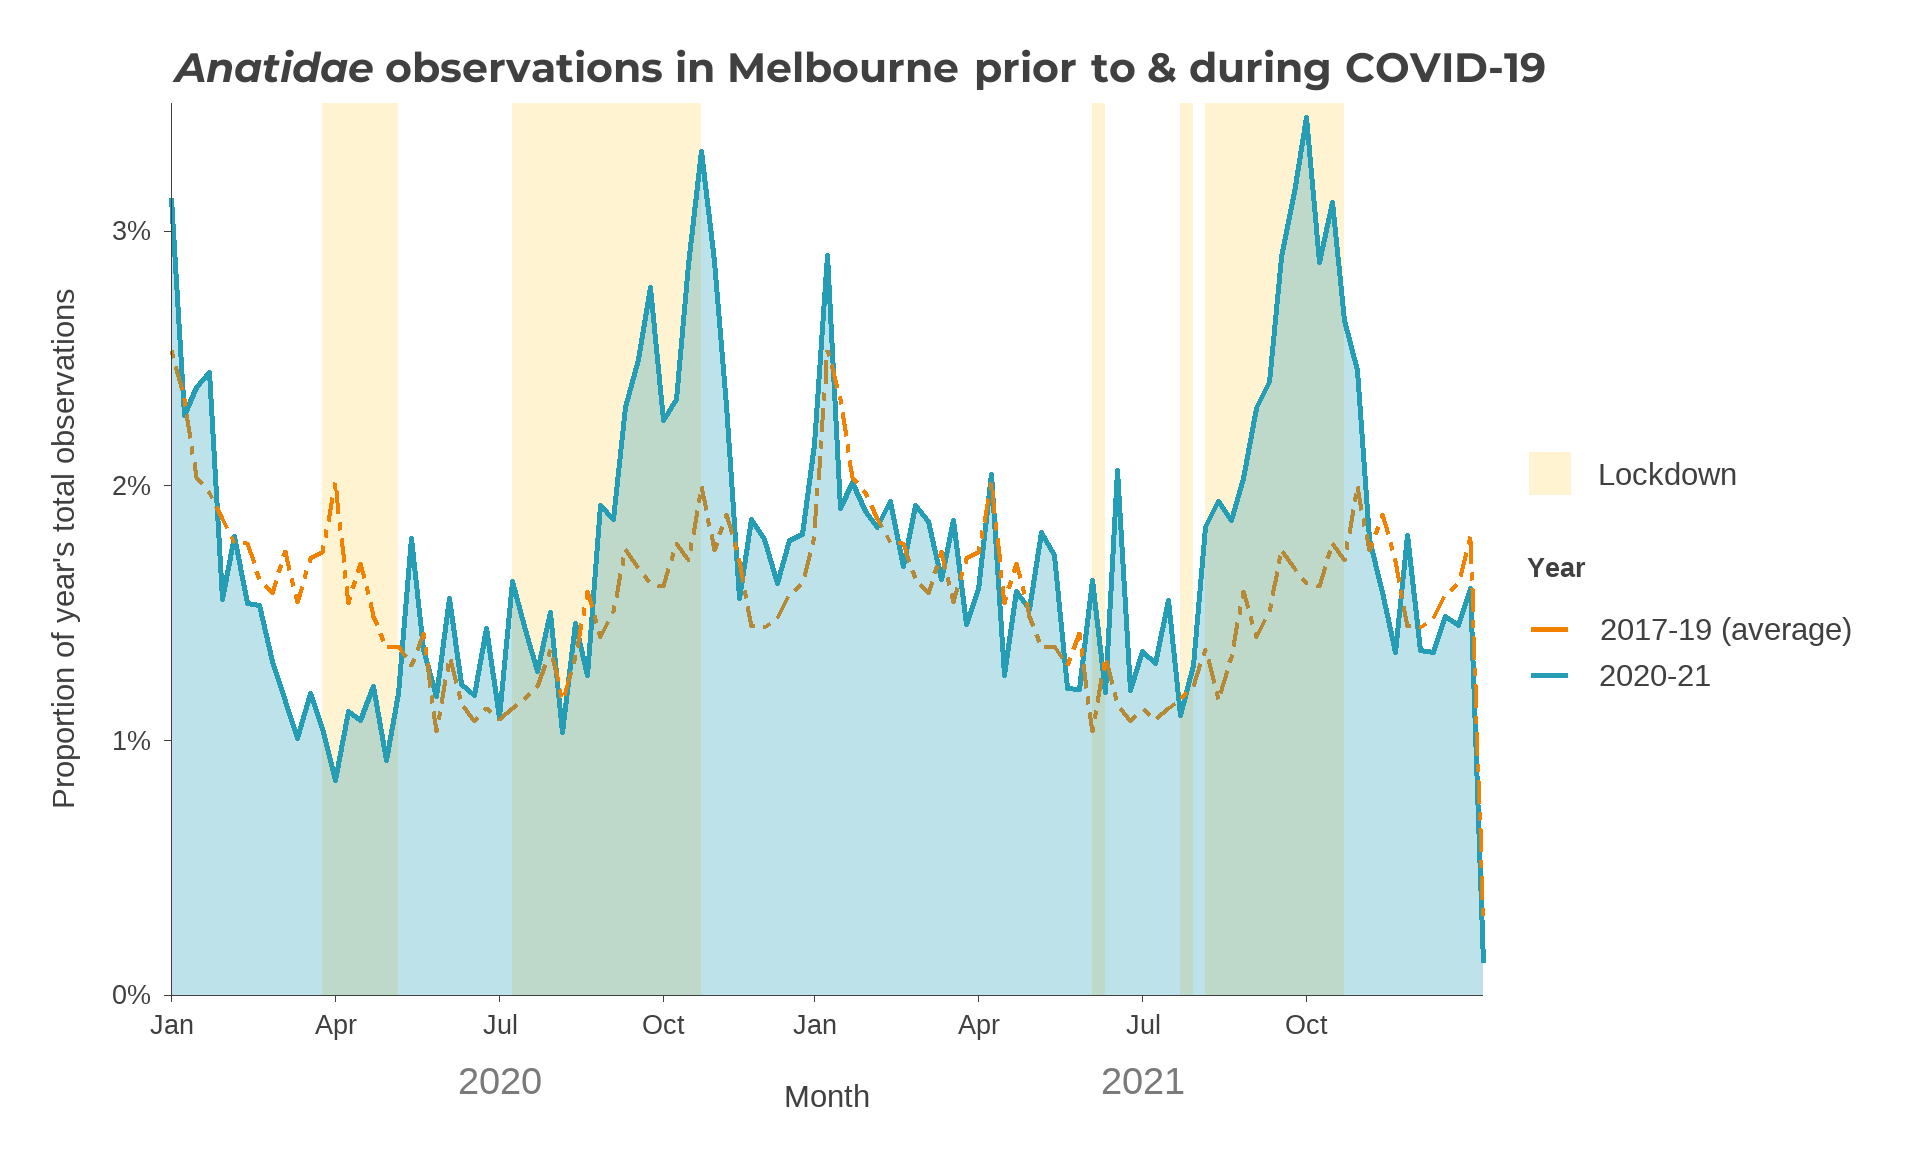 Anatidae observations in Melbourne prior to & during COVID-19
Proportion of year's total observations
3%
2%
1%
0%
Jan
Apr
Jul
Oct
Jan
Apr
Jul
Oct
2020
2021
Month
Lockdown
Year
2017-19 (average)
2020-21